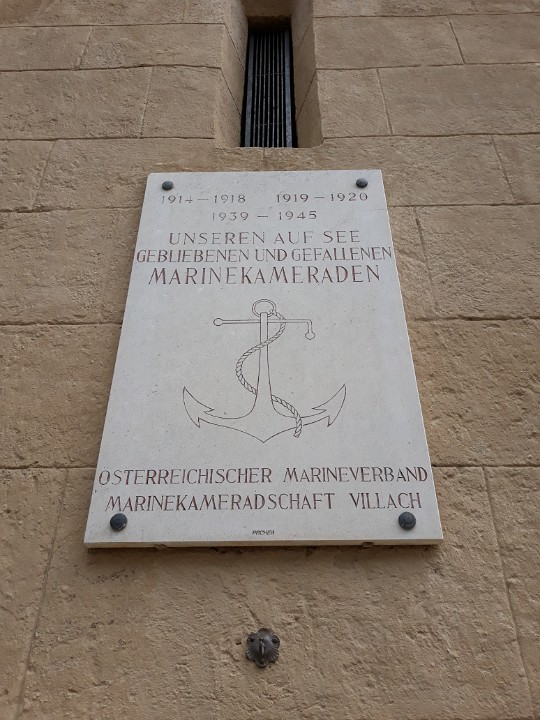 1914 – 1918 1919 – 1920
1939 – 1945
UNSEREN AUF SEE
GEBLIEBENEN UND GEFALLENEN
MARINEKAMERADEN
ÖSTERREICHISCHER MARINEVERBAND
MARINEKAMERADSCHAFT VILLACH